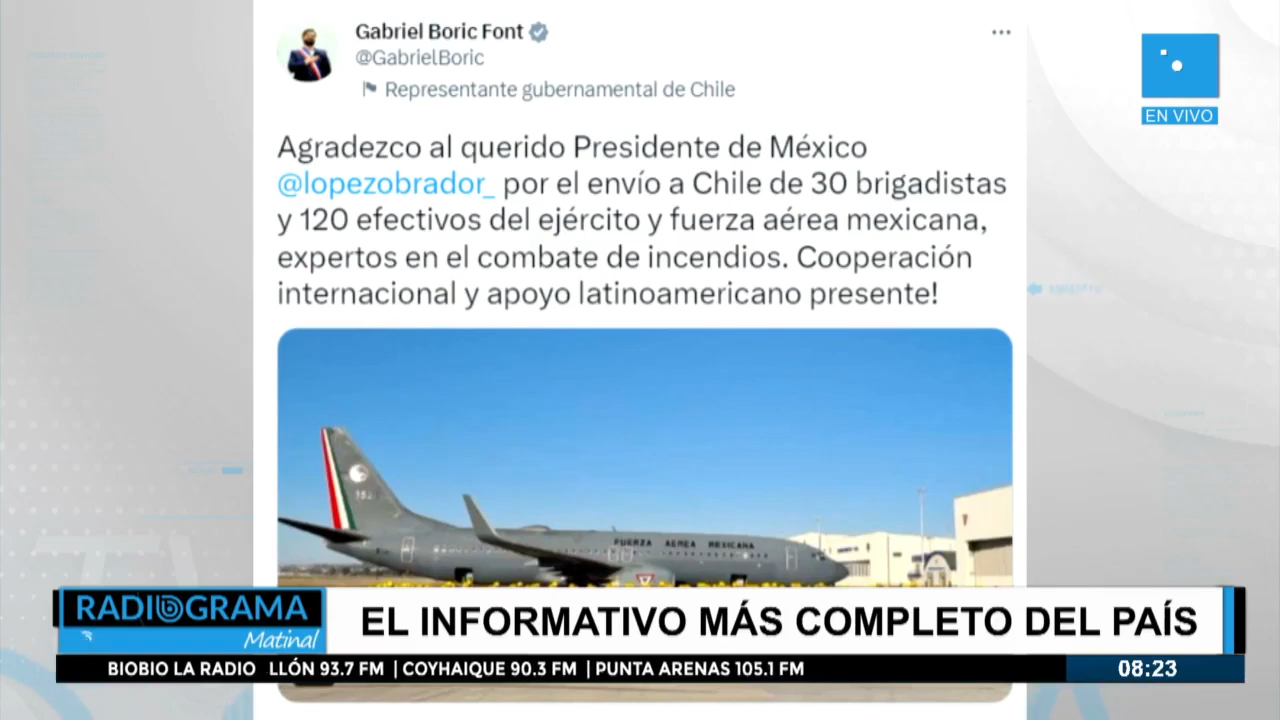 Gabriel Boric Font
@GabrielBoric
Representante gubernamental de Chile
EN VIVO
Agradezco al querido Presidente de México
@lopezobrador_ por el envío a Chile de 30 brigadistas
y 120 efectivos del ejército y fuerza aérea mexicana,
expertos en el combate de incendios. Cooperación
internacional y apoyo latinoamericano presente!
FUERZA AEREA MEXICANA
RADIOGRAMA
Matinal
EL INFORMATIVO MÁS COMPLETO DEL PAÍS
BIOBIO LA RADIO LLÓN 93.7 FM | COYHAIQUE 90.3 FM | PUNTA ARENAS 105.1 FM
08:23